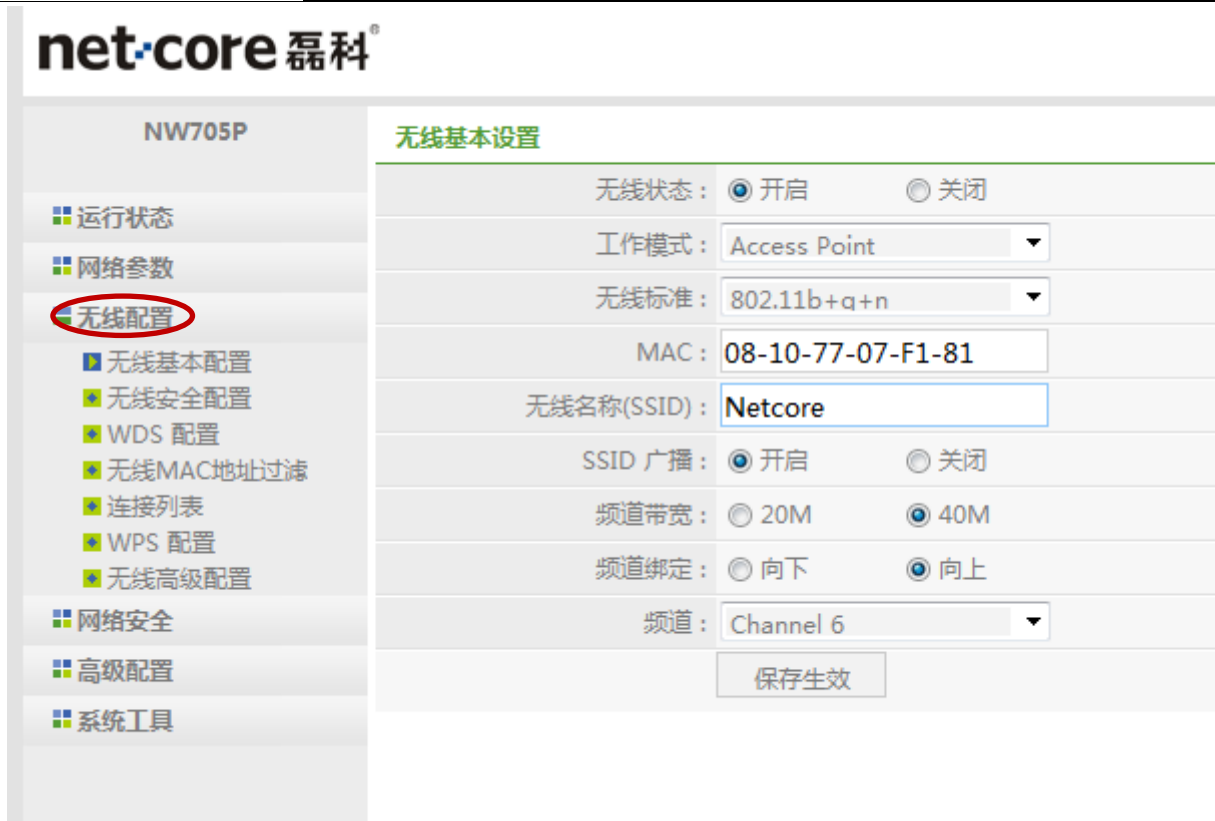 net·core 磊科®
NW705P
运行状态
网络参数
无线配置
无线基本配置
无线安全配置
WDS 配置
无线MAC地址过滤
连接列表
WPS 配置
无线高级配置
网络安全
高级配置
系统工具
无线基本设置
无线状态： 开启 关闭
工作模式： Access Point
无线标准： 802.11b+g+n
MAC： 08-10-77-07-F1-81
无线名称(SSID)： Netcore
SSID 广播： 开启 关闭
频道带宽： 20M 40M
频道绑定： 向下 向上
频道： Channel 6
保存生效